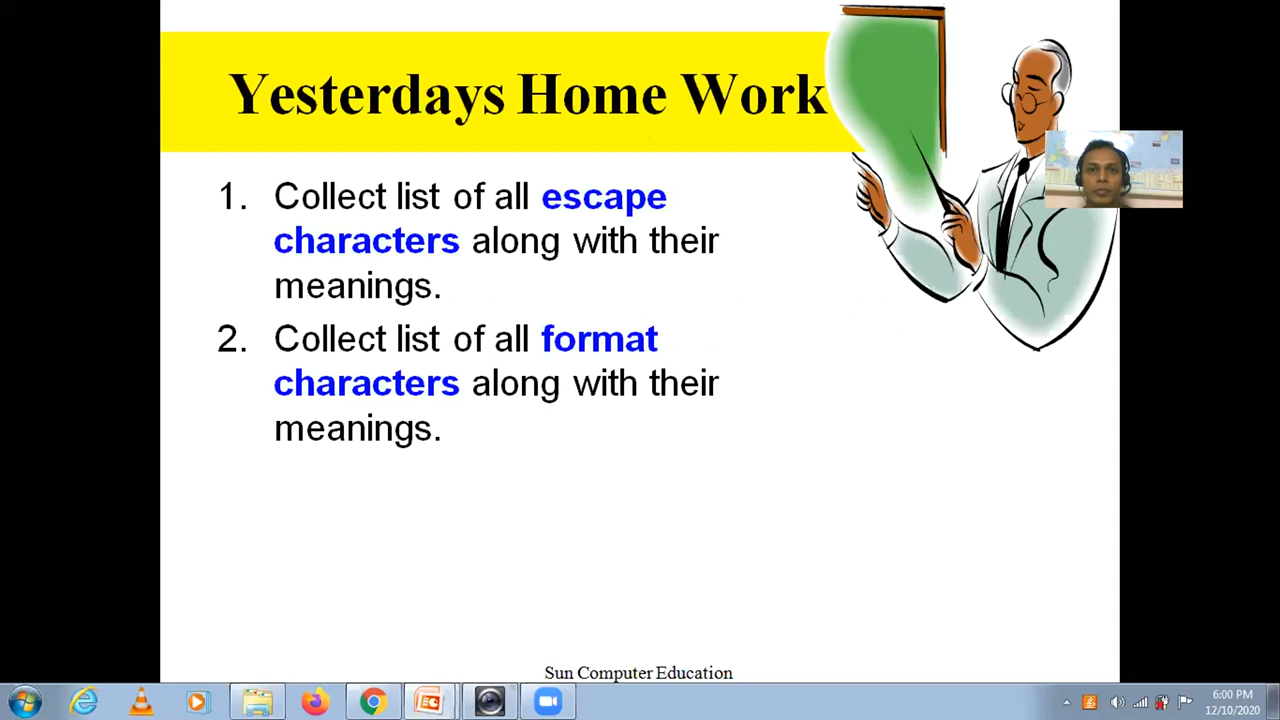 Yesterdays Home Work
1. Collect list of all escape
characters along with their
meanings.
2. Collect list of all format
characters along with their
meanings.
Sun Computer Education
6:00 PM
12/10/2020